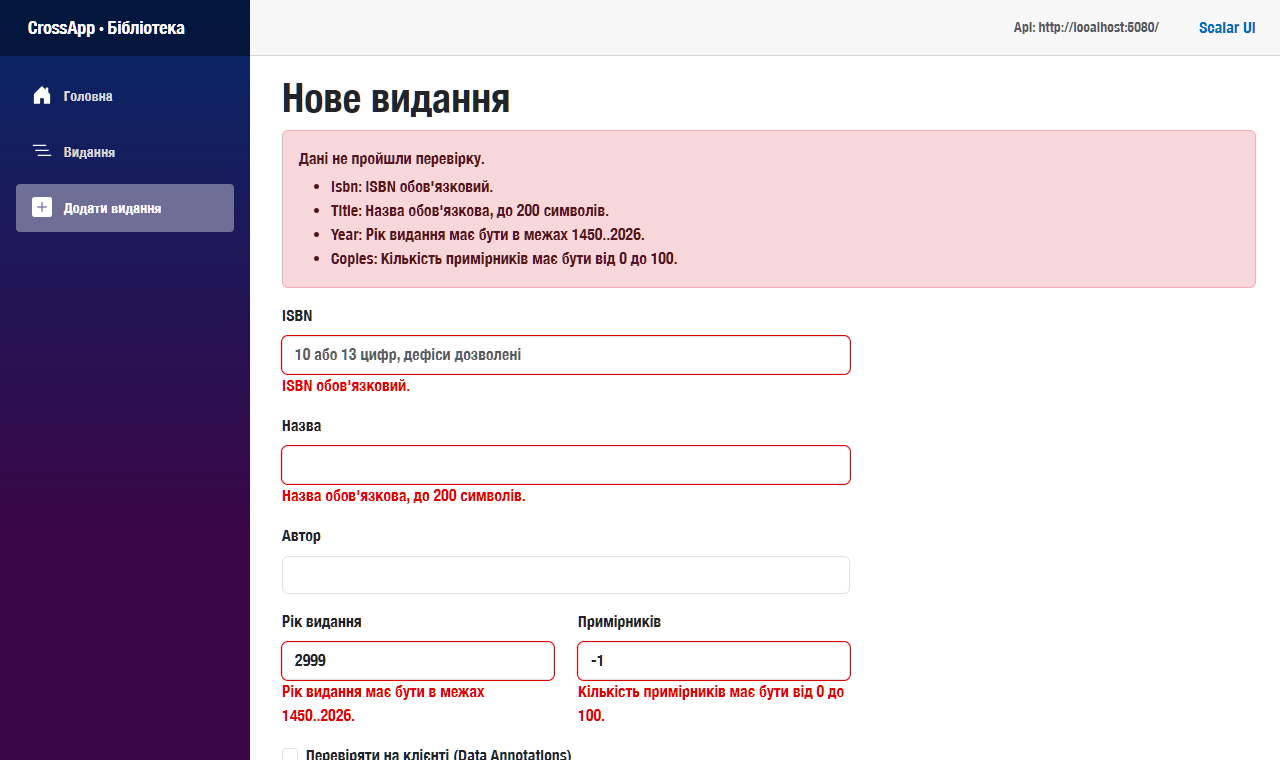 CrossApp • Бібліотека
Api: http://localhost:5080/
Scalar UI
Головна
Видання
Додати видання
Нове видання
Дані не пройшли перевірку.
• Isbn: ISBN обов'язковий.
• Title: Назва обов'язкова, до 200 символів.
• Year: Рік видання має бути в межах 1450..2026.
• Copies: Кількість примірників має бути від 0 до 100.
ISBN
10 або 13 цифр, дефіси дозволені
ISBN обов'язковий.
Назва
Назва обов'язкова, до 200 символів.
Автор
Рік видання
Примірників
2999
-1
Рік видання має бути в межах
1450..2026.
Кількість примірників має бути від 0 до
100.
Перевіряти на клієнті (Data Annotations)